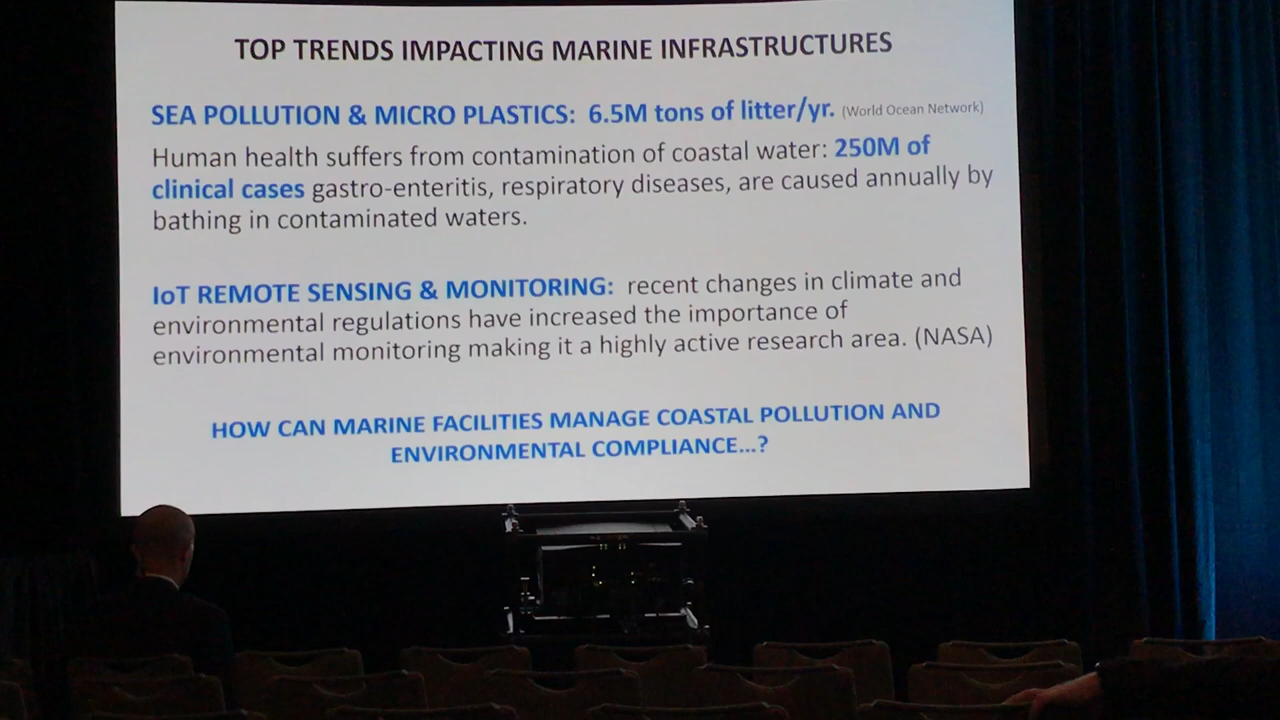 TOP TRENDS IMPACTING MARINE INFRASTRUCTURES
SEA POLLUTION & MICRO PLASTICS: 6.5M tons of litter/yr. (World Ocean Network)
Human health suffers from contamination of coastal water: 250M of
clinical cases gastro-enteritis, respiratory diseases, are caused annually by
bathing in contaminated waters.
IoT REMOTE SENSING & MONITORING: recent changes in climate and
environmental regulations have increased the importance of
environmental monitoring making it a highly active research area. (NASA)
HOW CAN MARINE FACILITIES MANAGE COASTAL POLLUTION AND
ENVIRONMENTAL COMPLIANCE...?